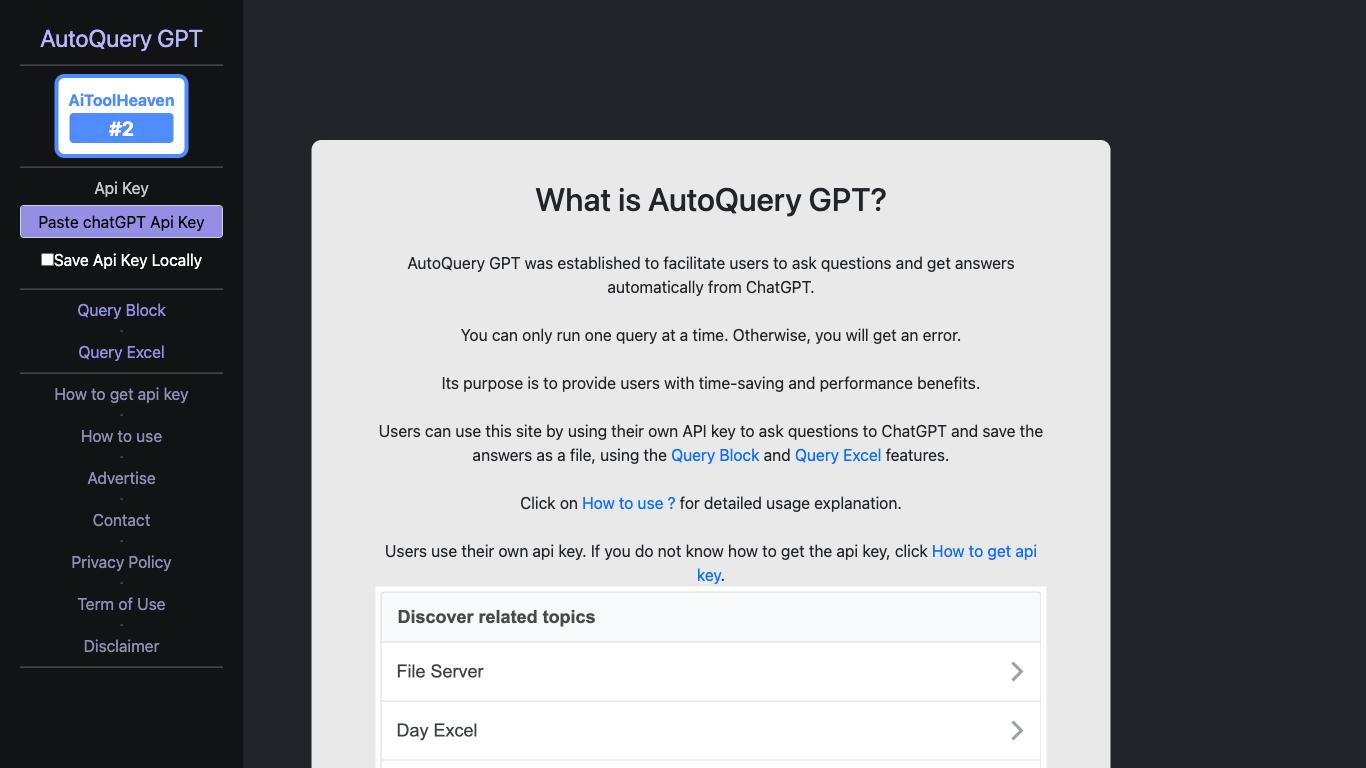 AutoQuery GPT
AiToolHeaven
#2
Api Key
Paste chatGPT Api Key
Save Api Key Locally
Query Block
-
Query Excel
How to get api key
-
How to use
-
Advertise
-
Contact
-
Privacy Policy
-
Term of Use
-
Disclaimer
What is AutoQuery GPT?
AutoQuery GPT was established to facilitate users to ask questions and get answers
automatically from ChatGPT.
You can only run one query at a time. Otherwise, you will get an error.
Its purpose is to provide users with time-saving and performance benefits.
Users can use this site by using their own API key to ask questions to ChatGPT and save the
answers as a file, using the Query Block and Query Excel features.
Click on How to use ? for detailed usage explanation.
Users use their own api key. If you do not know how to get the api key, click How to get api
key.
Discover related topics
File Server
Day Excel